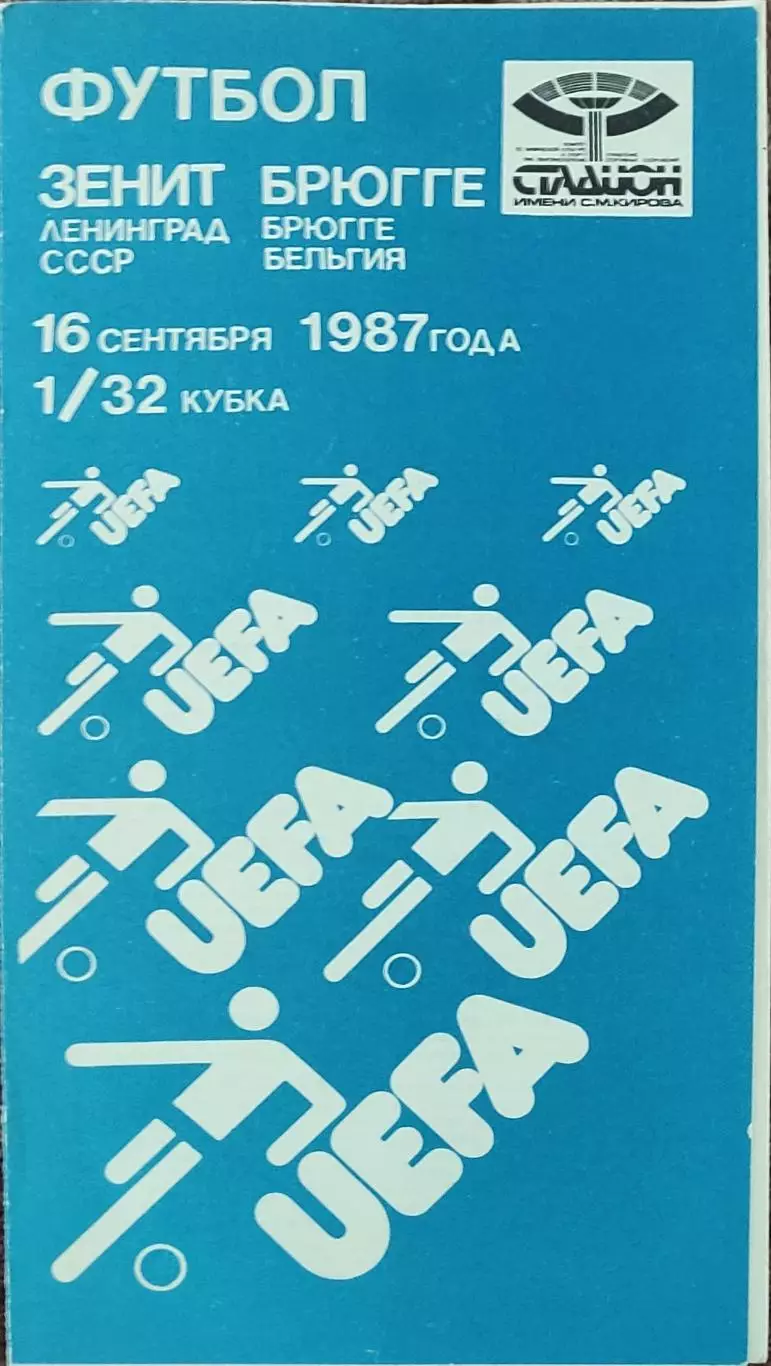 ФУТБОЛ
ЗЕНИТ БРЮГГЕ
ЛЕНИНГРАД БРЮГГЕ
СССР БЕЛЬГИЯ
СТАДИОН
ИМЕНИ С.М.КИРОВА
16 СЕНТЯБРЯ 1987 ГОДА
1/32 КУБКА
UEFA UEFA UEFA
UEFA UEFA
UEFA UEFA
UEFA